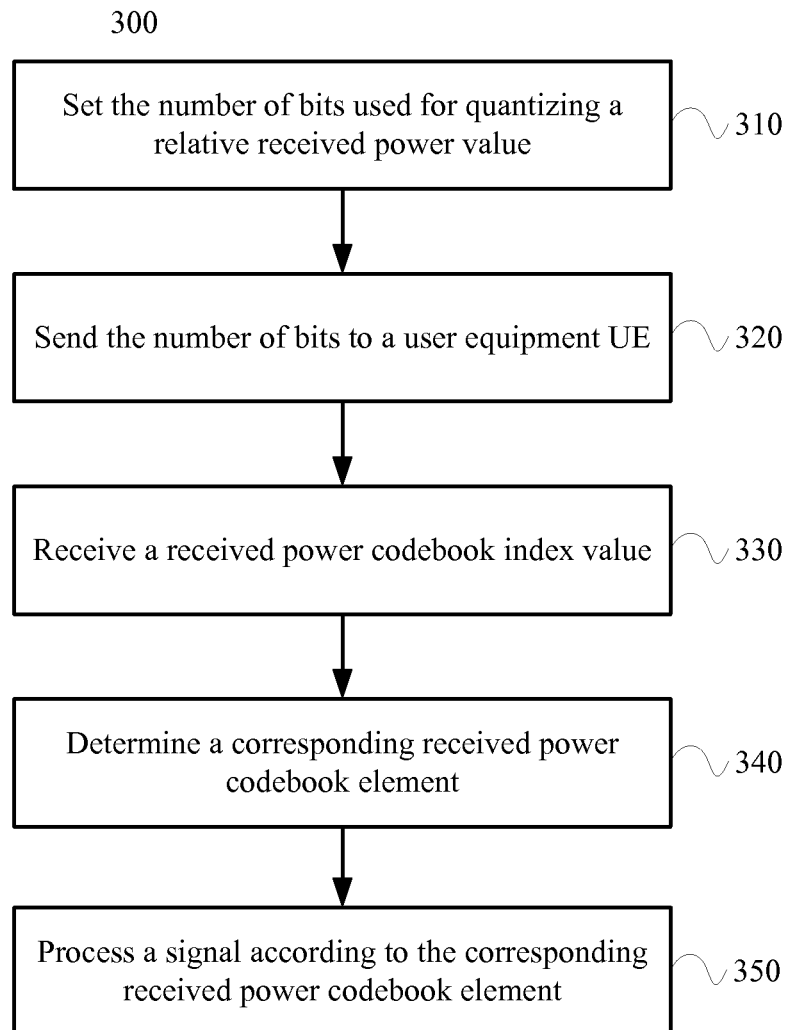 300
Set the number of bits used for quantizing a
relative received power value
310
Send the number of bits to a user equipment UE
320
Receive a received power codebook index value
330
Determine a corresponding received power
codebook element
340
Process a signal according to the corresponding
received power codebook element
350